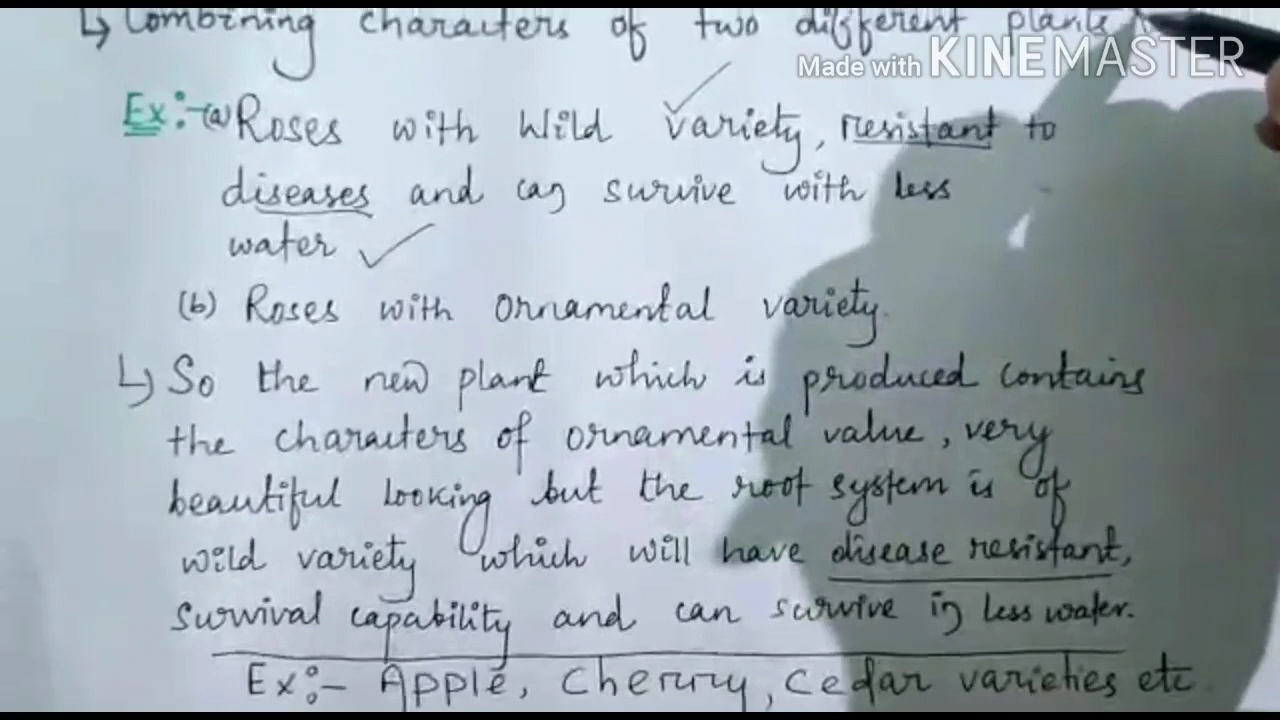 ↳ Combining characters of two different plants
Made with KINEMASTER
Ex:- (a) Roses with wild variety, resistant to
diseases and can survive with less
water ✓
(b) Roses with ornamental variety.
↳ So the new plant which is produced contains
the characters of ornamental value, very
beautiful looking but the root system is of
wild variety which will have disease resistant,
survival capability and can survive in less water.
Ex:- Apple, Cherry, Cedar varieties etc.